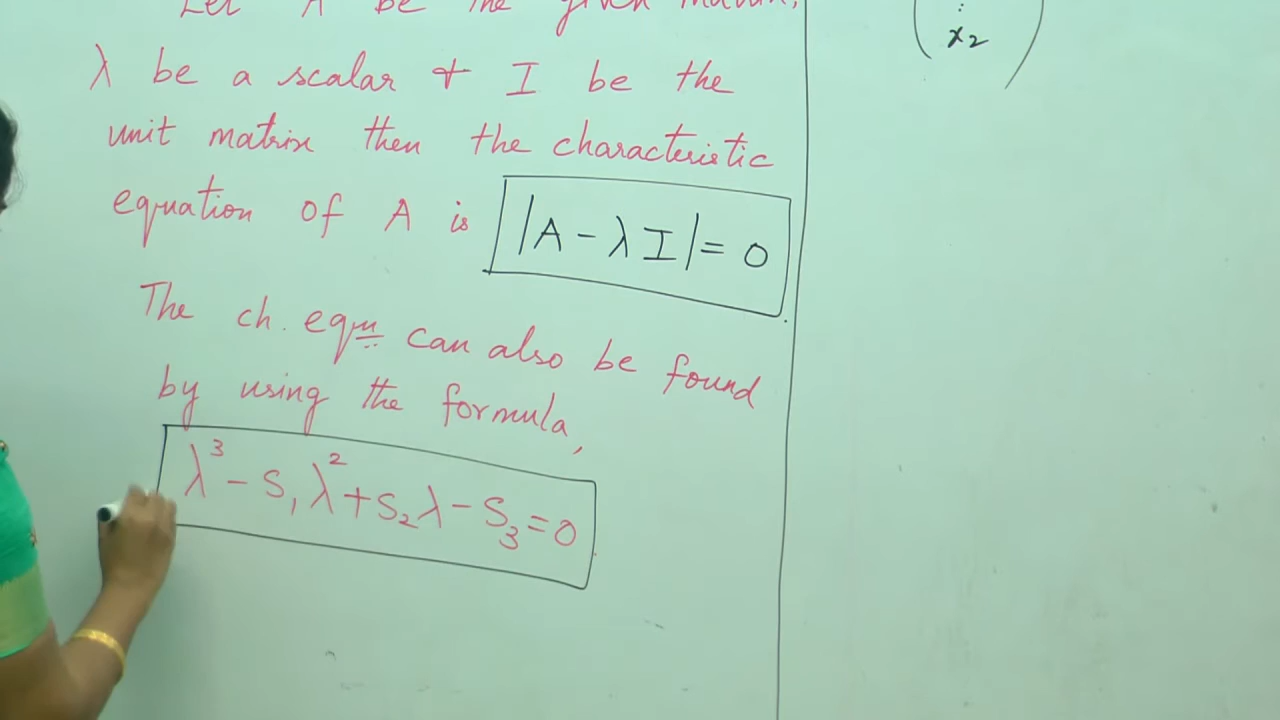 Let A be the given matrix,
λ be a scalar & I be the
unit matrix then the characteristic
equation of A is |A - λI| = 0
The ch. eqn can also be found
by using the formula,
λ³ - S₁λ² + S₂λ - S₃ = 0
:
x₂